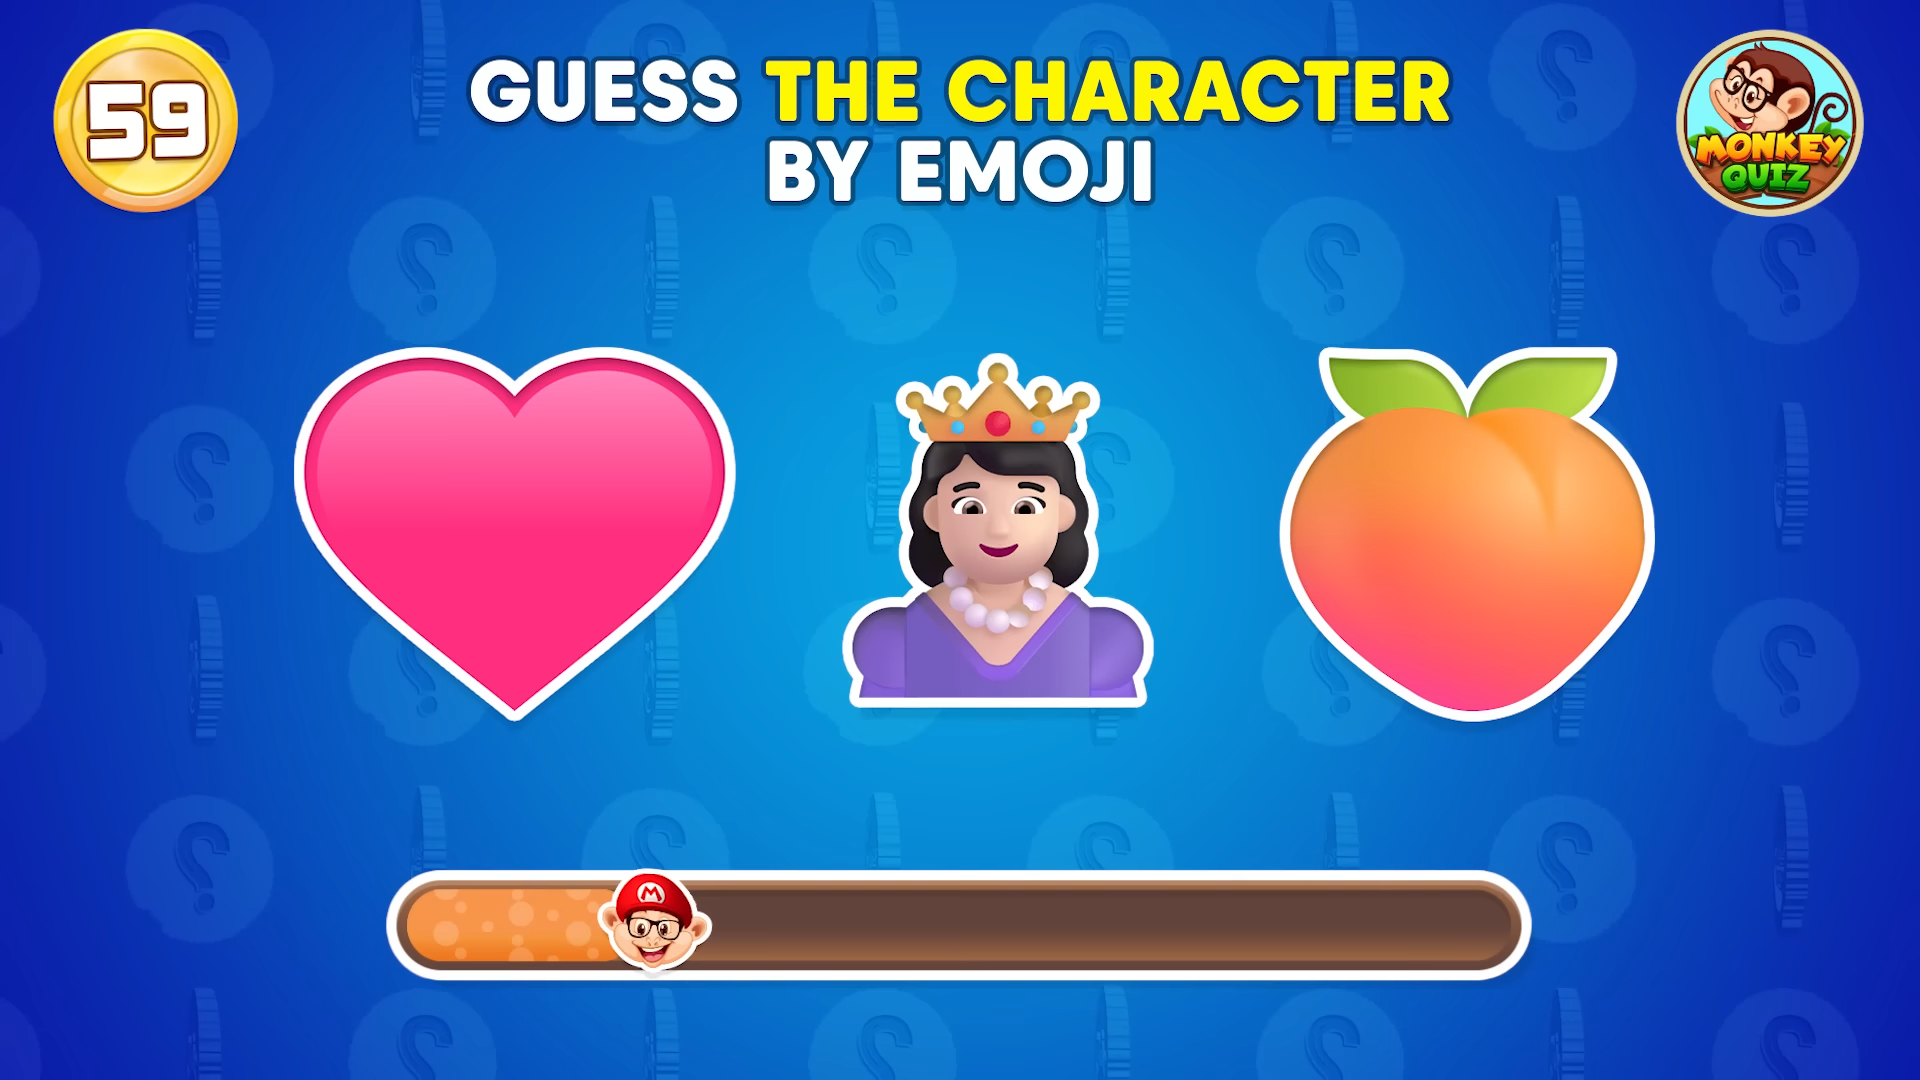 59
GUESS THE CHARACTER
BY EMOJI
MONKEY
QUIZ
M